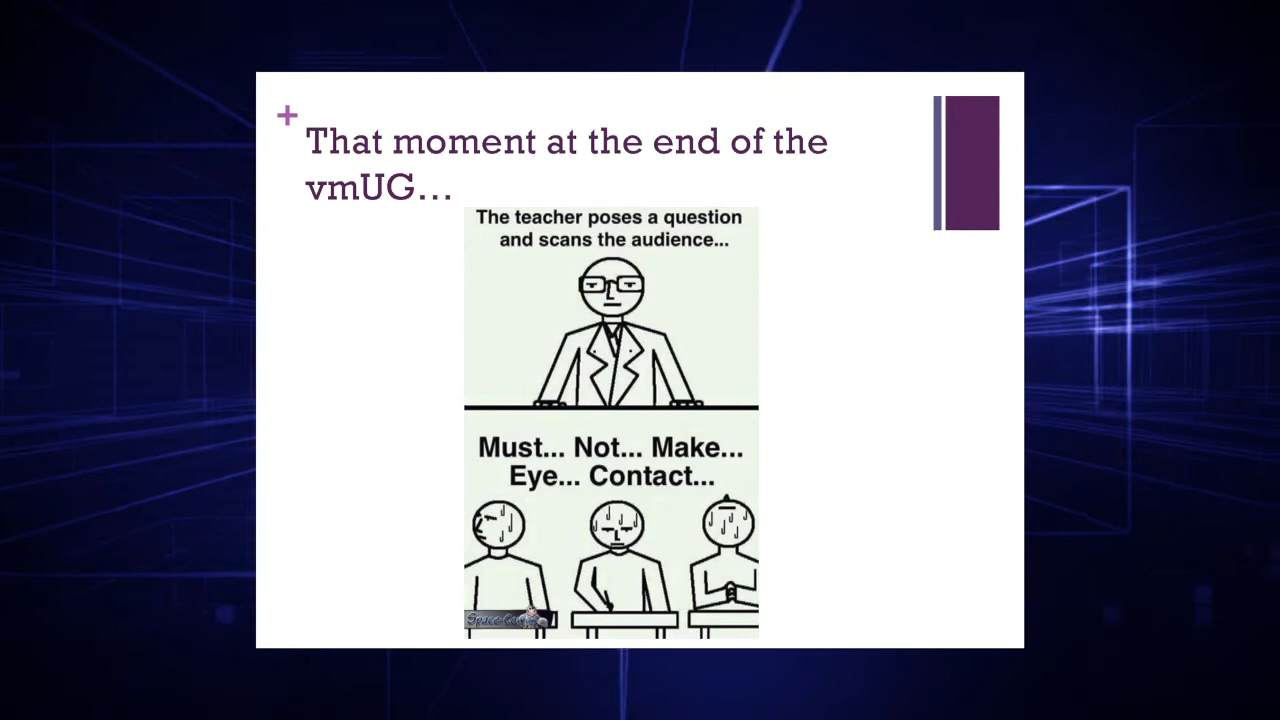 +
That moment at the end of the
vmUG...
The teacher poses a question
and scans the audience...
Must... Not... Make...
Eye... Contact...